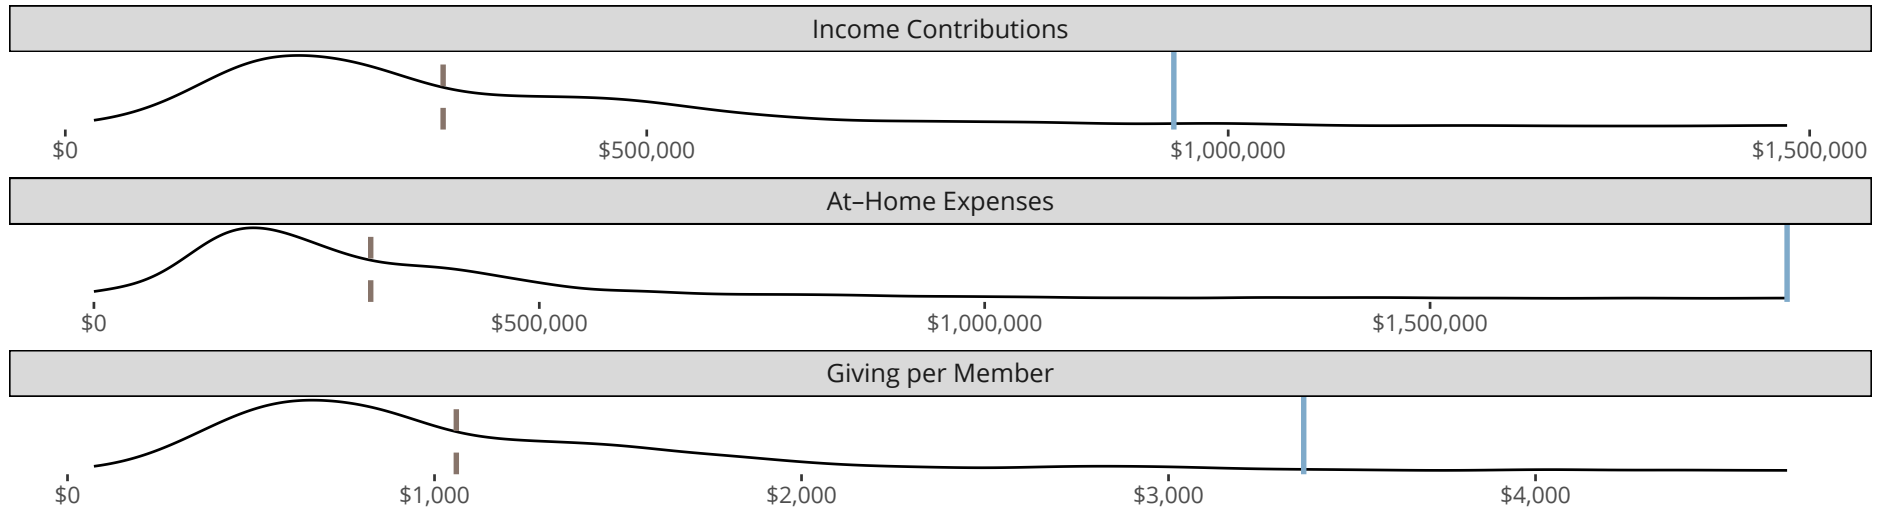 Income Contributions
$0 $500,000 $1,000,000 $1,500,000
At–Home Expenses
$0 $500,000 $1,000,000 $1,500,000
Giving per Member
$0 $1,000 $2,000 $3,000 $4,000